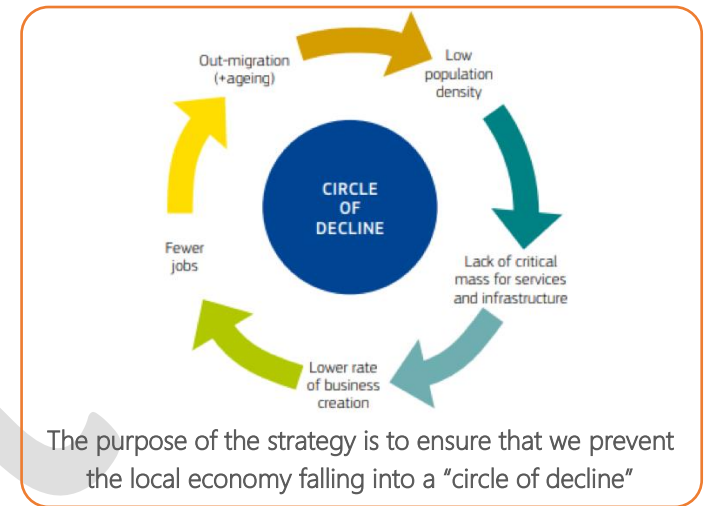 Out-migration
(+ageing)
Low
population
density
CIRCLE
OF
DECLINE
Fewer
jobs
Lack of critical
mass for services
and infrastructure
Lower rate
of business
creation
The purpose of the strategy is to ensure that we prevent
the local economy falling into a “circle of decline”